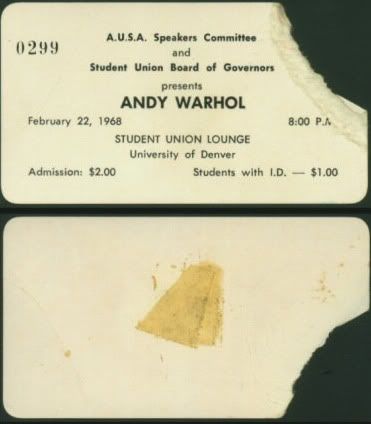 0299
A.U.S.A. Speakers Committee
and
Student Union Board of Governors
presents
ANDY WARHOL
February 22, 1968 8:00 P.M
STUDENT UNION LOUNGE
University of Denver
Admission: $2.00 Students with I.D. — $1.00